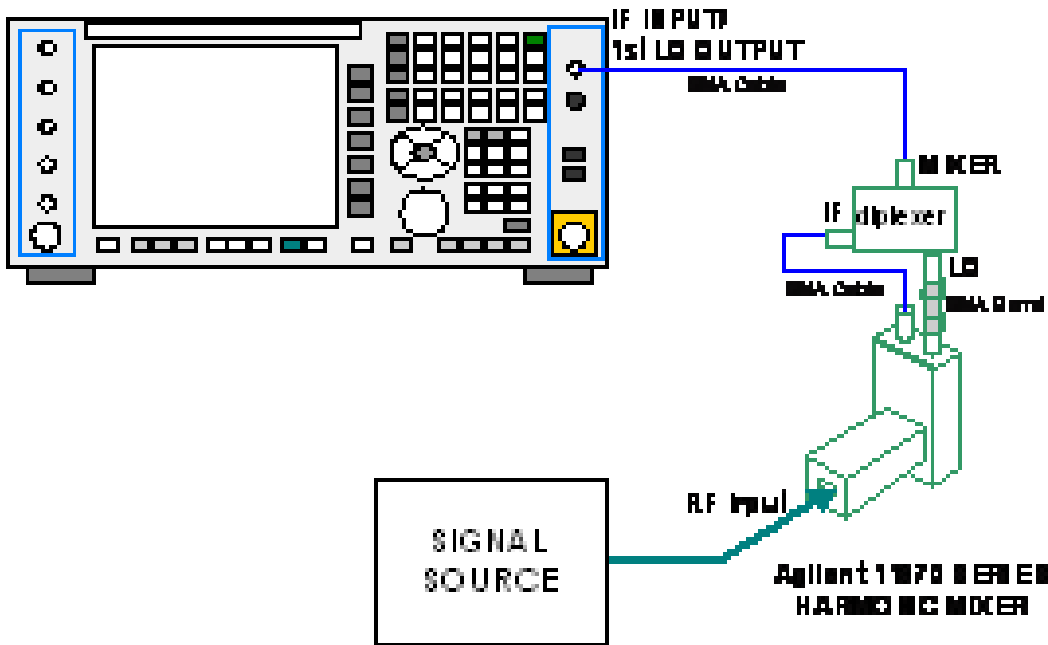 IF INPUT/
1st LO OUTPUT
SMA Cable
MIXER
IF
diplexer
LO
SMA Cable
SMA Barrel
RF Input
SIGNAL
SOURCE
Agilent 11970 SERIES
HARMONIC MIXER